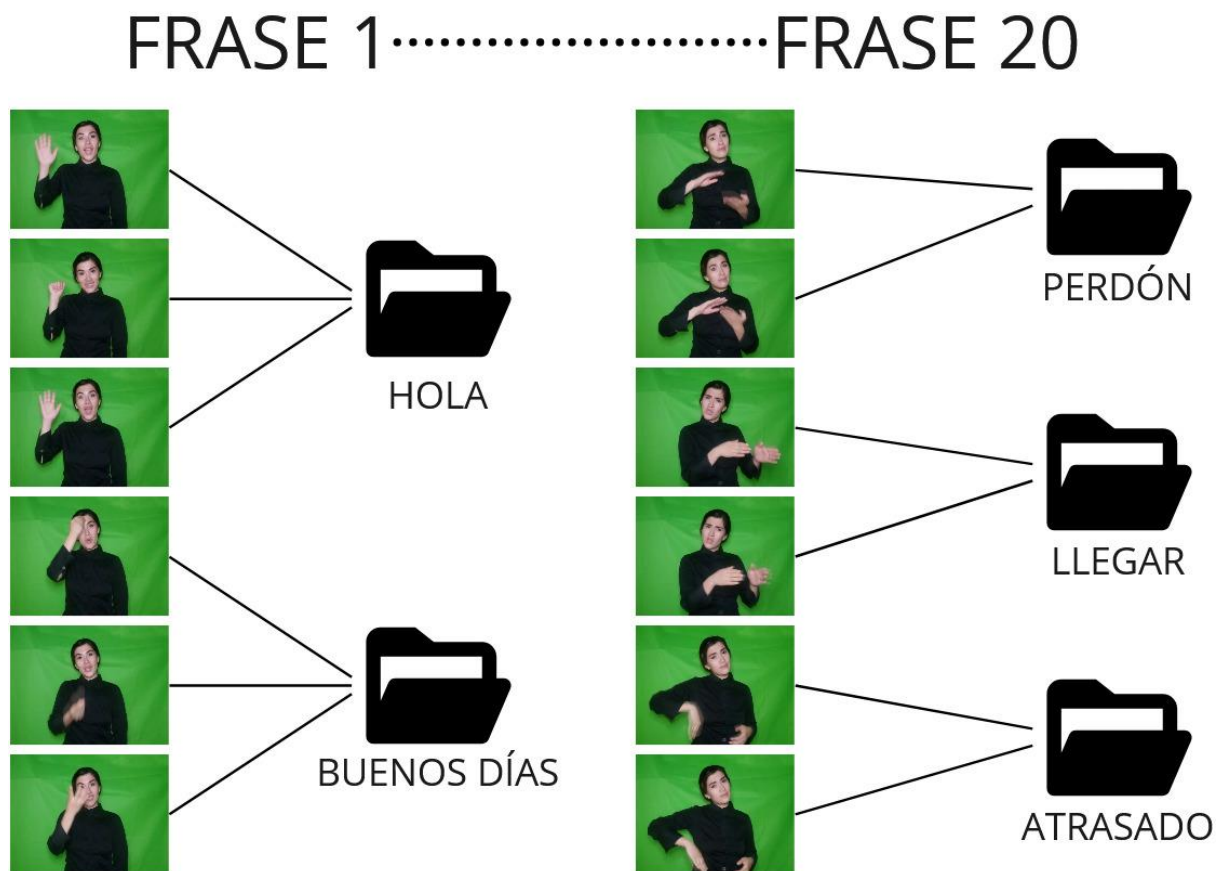 FRASE 1........................FRASE 20
HOLA
BUENOS DÍAS
PERDÓN
LLEGAR
ATRASADO